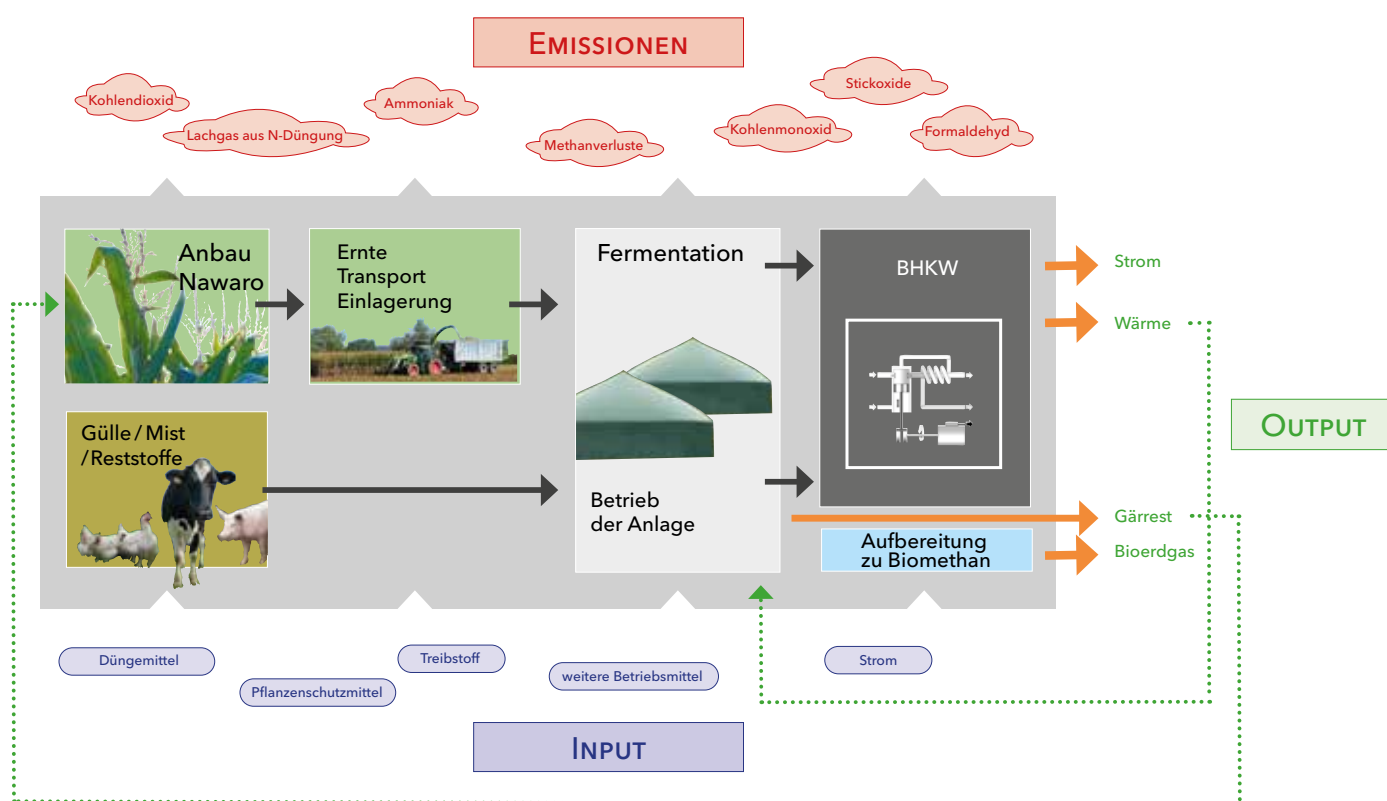 EMISSIONEN
Kohlendioxid
Lachgas aus N-Düngung
Ammoniak
Methanverluste
Kohlenmonoxid
Stickoxide
Formaldehyd
Anbau
Nawaro
Ernte
Transport
Einlagerung
Fermentation
BHKW
Strom
Wärme
Gülle / Mist
/Reststoffe
Betrieb
der Anlage
OUTPUT
Gärrest
Aufbereitung
zu Biomethan
Bioerdgas
Düngemittel
Pflanzenschutzmittel
Treibstoff
weitere Betriebsmittel
Strom
INPUT